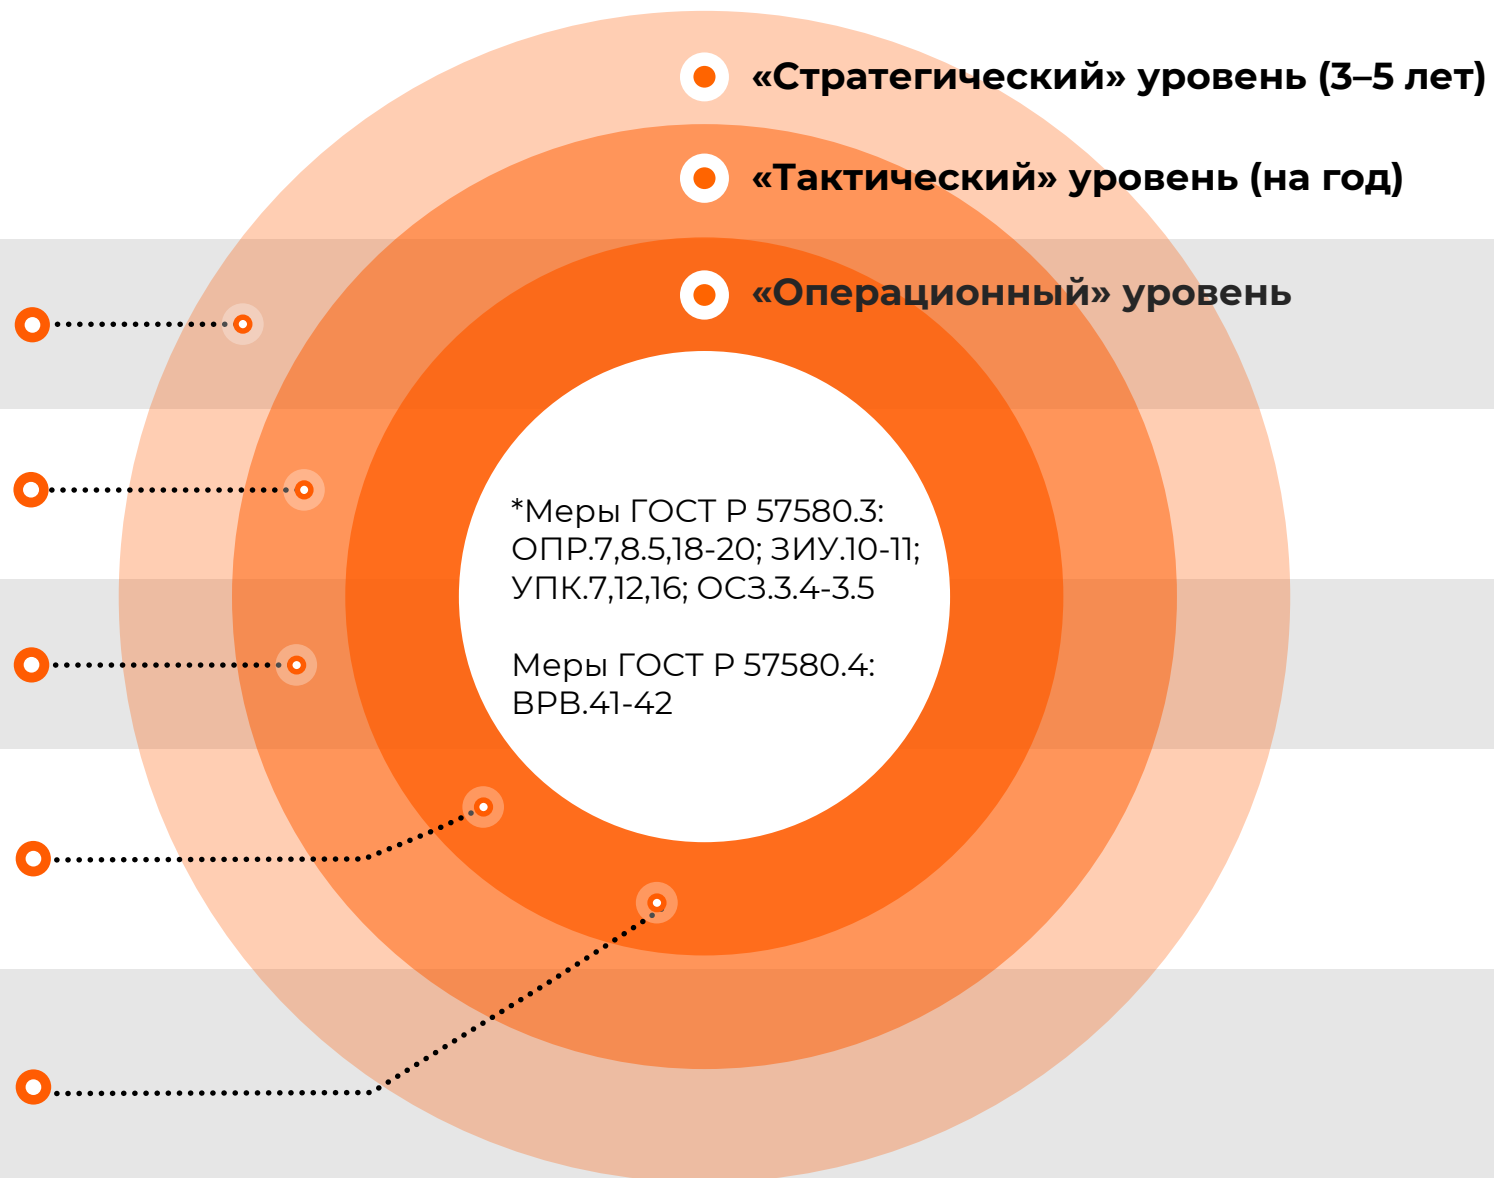 «Стратегический» уровень (3–5 лет)
«Тактический» уровень (на год)
«Операционный» уровень
*Меры ГОСТ Р 57580.3:
ОПР.7,8.5,18-20; ЗИУ.10-11;
УПК.7,12,16; ОСЗ.3.4-3.5
Меры ГОСТ Р 57580.4:
ВРВ.41-42